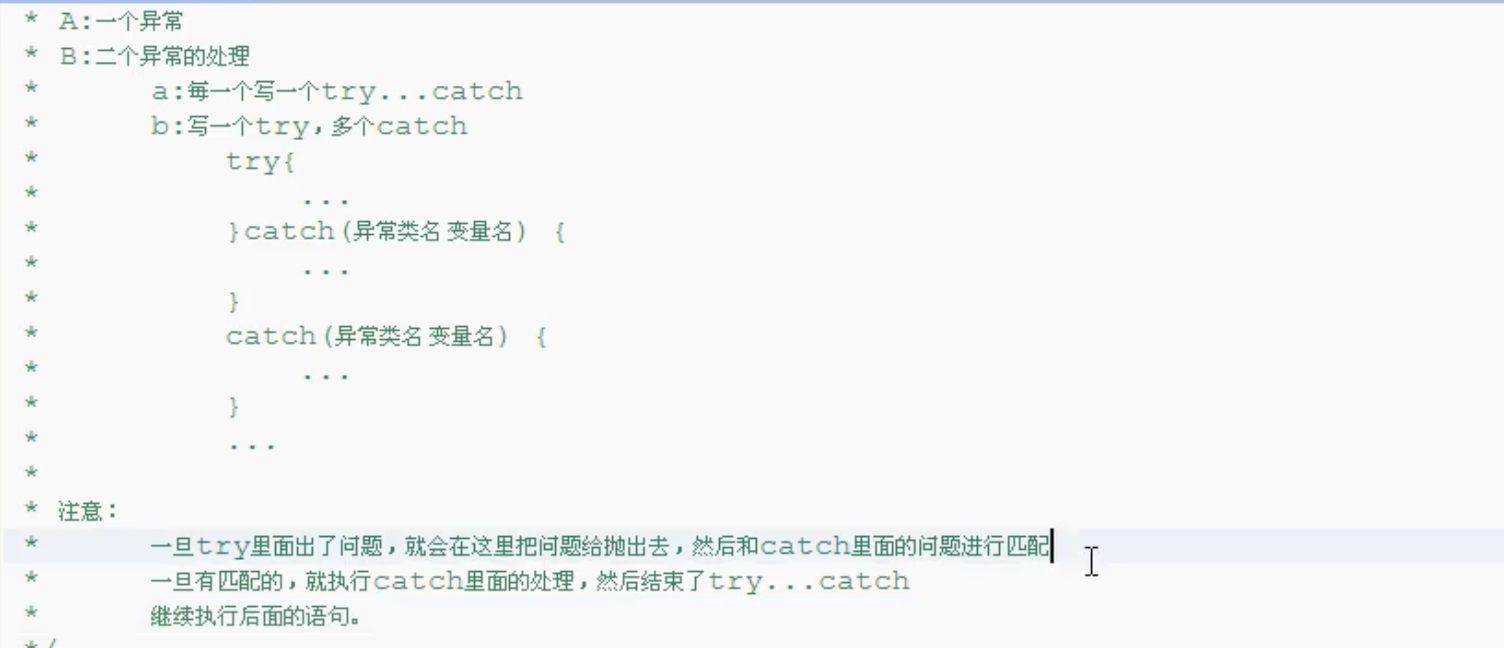 * A:一个异常
* B:二个异常的处理
* a:每一个写一个try...catch
* b:写一个try,多个catch
* try{
* ...
* }catch(异常类名 变量名) {
* ...
* }
* catch(异常类名 变量名) {
* ...
* }
* ...
*
* 注意:
* 一旦try里面出了问题,就会在这里把问题给抛出去,然后和catch里面的问题进行匹配
* 一旦有匹配的,就执行catch里面的处理,然后结束了try...catch
* 继续执行后面的语句。
*/